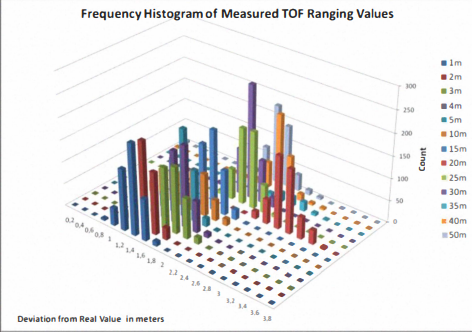 Frequency Histogram of Measured TOF Ranging Values
300
250
200
150
100
50
0
Count
1m
2m
3m
4m
5m
10m
15m
20m
25m
30m
35m
40m
50m
0,2
0,4
0,6
0,8
1
1,2
1,4
1,6
1,8
2
2,2
2,4
2,6
2,8
3
3,2
3,4
3,6
3,8
Deviation from Real Value in meters